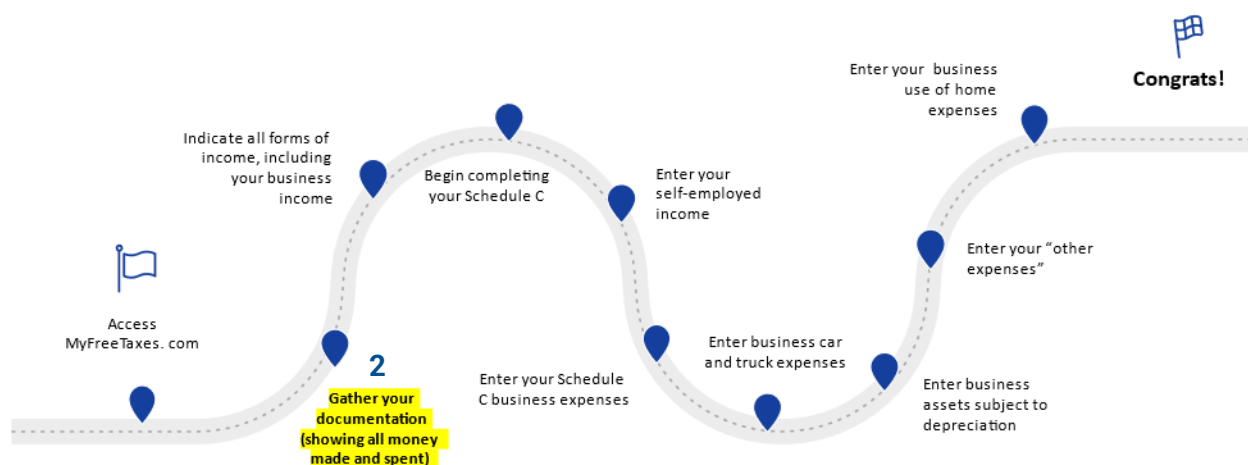 Access
MyFreeTaxes. com
2
Gather your
documentation
(showing all money
made and spent)
Indicate all forms of
income, including
your business
income
Begin completing
your Schedule C
Enter your
self-employed
income
Enter your Schedule
C business expenses
Enter business car
and truck expenses
Enter business
assets subject to
depreciation
Enter your “other
expenses”
Enter your business
use of home
expenses
Congrats!